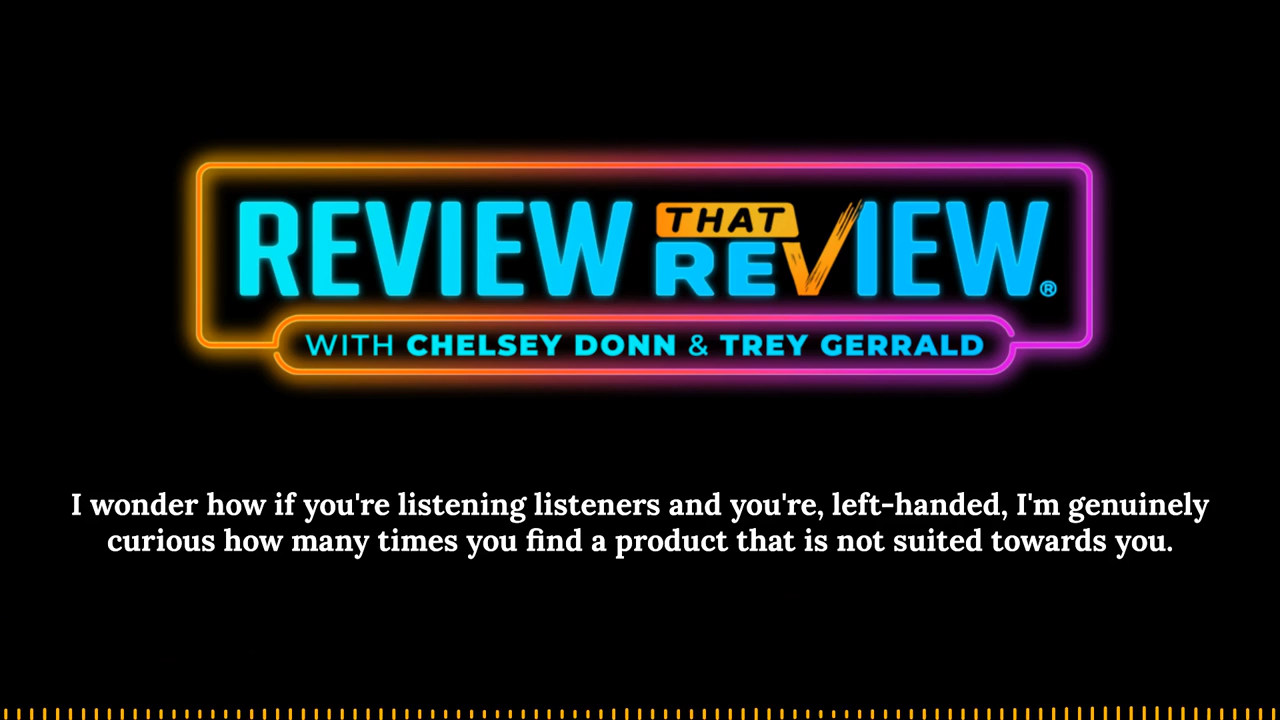 REVIEW THAT REVIEW®
WITH CHELSEY DONN & TREY GERRALD
I wonder how if you're listening listeners and you're, left-handed, I'm genuinely
curious how many times you find a product that is not suited towards you.